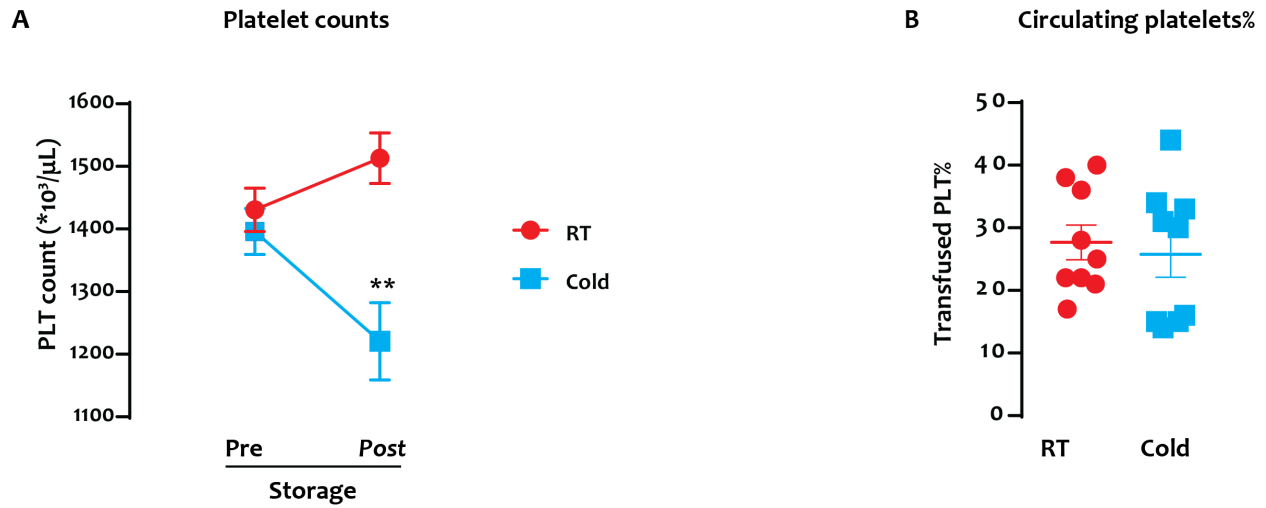 A
Platelet counts
PLT count (*10³/µL)
1600
1500
1400
1300
1200
1100
**
Pre
Post
Storage
RT
Cold
B
Circulating platelets%
Transfused PLT%
50
40
30
20
10
0
RT
Cold